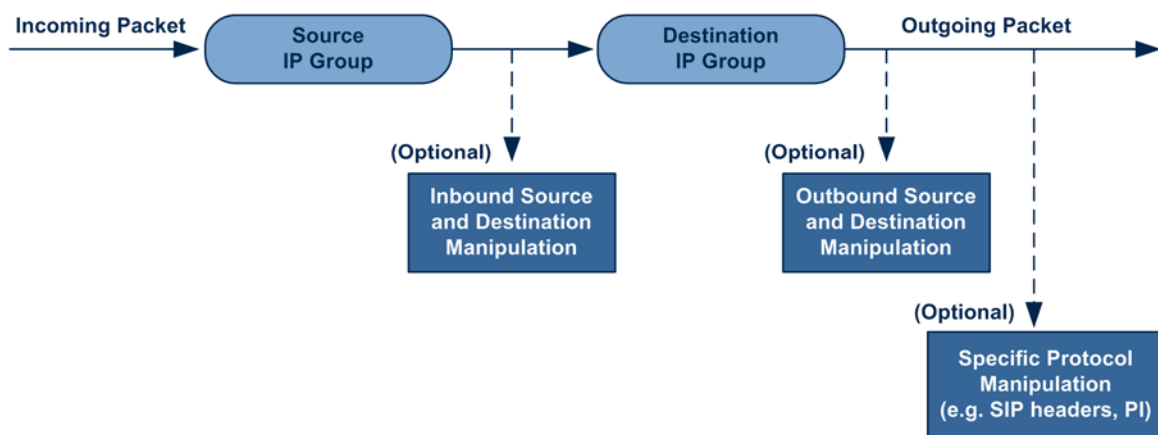 Incoming Packet
Source
IP Group
Destination
IP Group
Outgoing Packet
(Optional)
Inbound Source
and Destination
Manipulation
(Optional)
Outbound Source
and Destination
Manipulation
(Optional)
Specific Protocol
Manipulation
(e.g. SIP headers, PI)